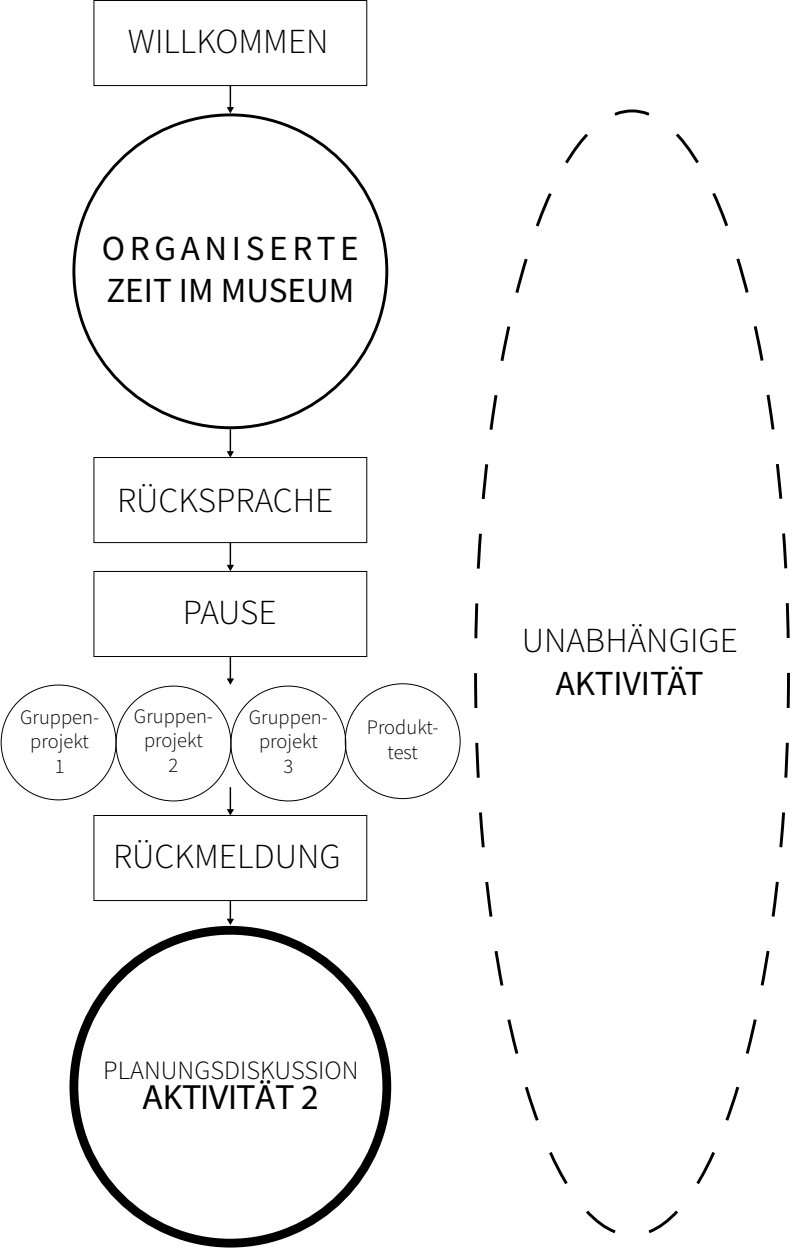 WILLKOMMEN
ORGANISERTE
ZEIT IM MUSEUM
RÜCKSPRACHE
PAUSE
Gruppen-
projekt
1
Gruppen-
projekt
2
Gruppen-
projekt
3
Produkt-
test
RÜCKMELDUNG
PLANUNGSDISKUSSION
AKTIVITÄT 2
UNABHÄNGIGE
AKTIVITÄT